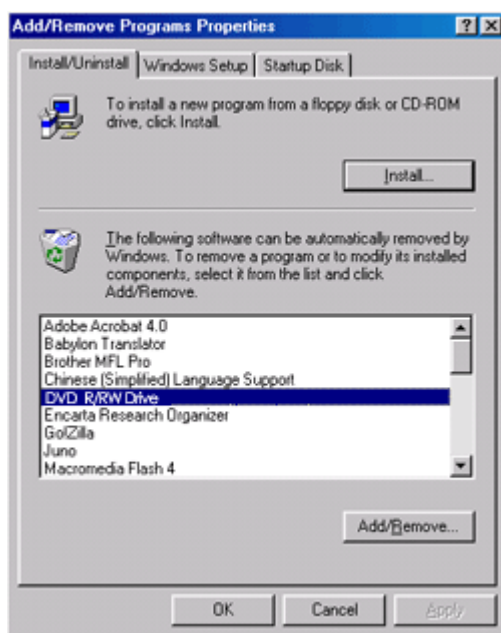 Add/Remove Programs Properties
Install/Uninstall Windows Setup Startup Disk
To install a new program from a floppy disk or CD-ROM
drive, click Install.
Install...
The following software can be automatically removed by
Windows. To remove a program or to modify its installed
components, select it from the list and click
Add/Remove.
Adobe Acrobat 4.0
Babylon Translator
Brother MFL Pro
Chinese (Simplified) Language Support
DVD R/RW Drive
Encarta Research Organizer
Go!Zilla
Juno
Macromedia Flash 4
Add/Remove...
OK Cancel Apply